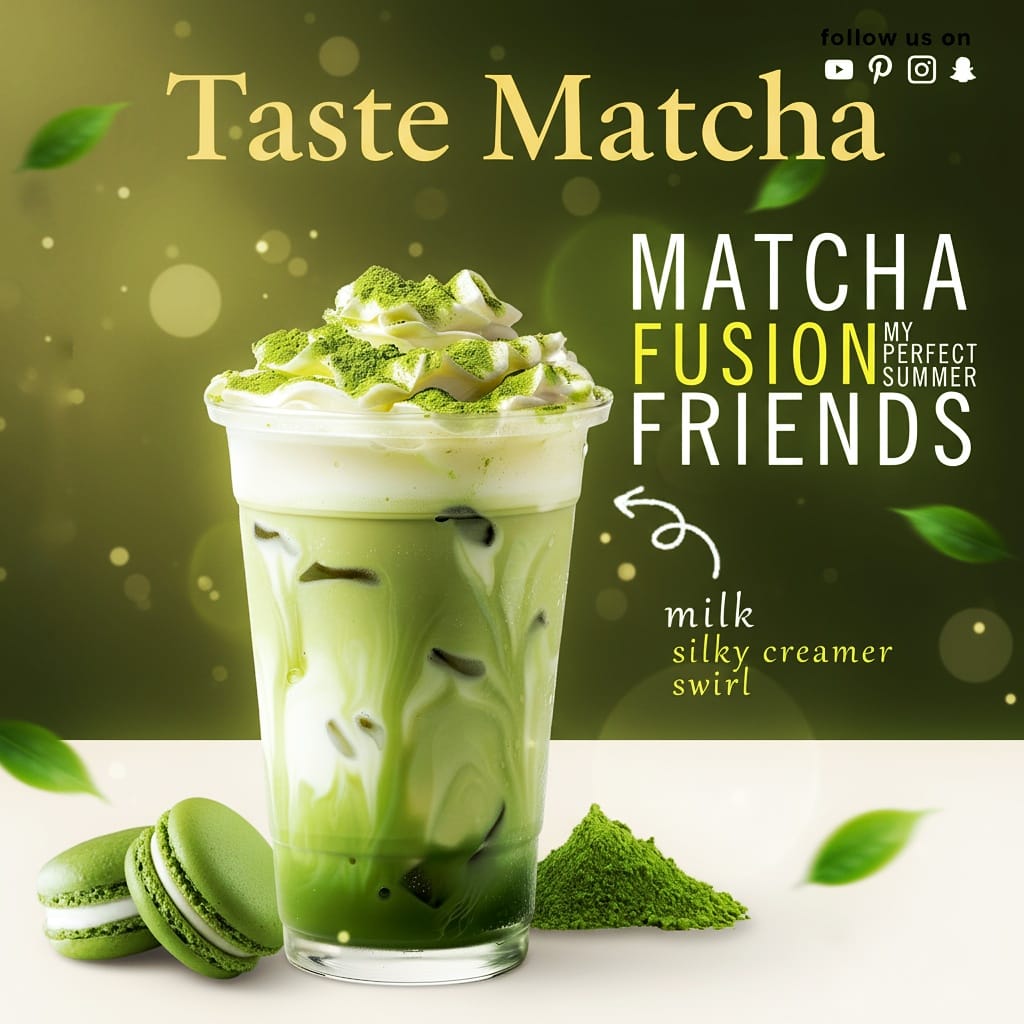 follow us on
Taste Matcha
MATCHA
FUSION
MY
PERFECT
SUMMER
FRIENDS
milk
silky creamer
swirl